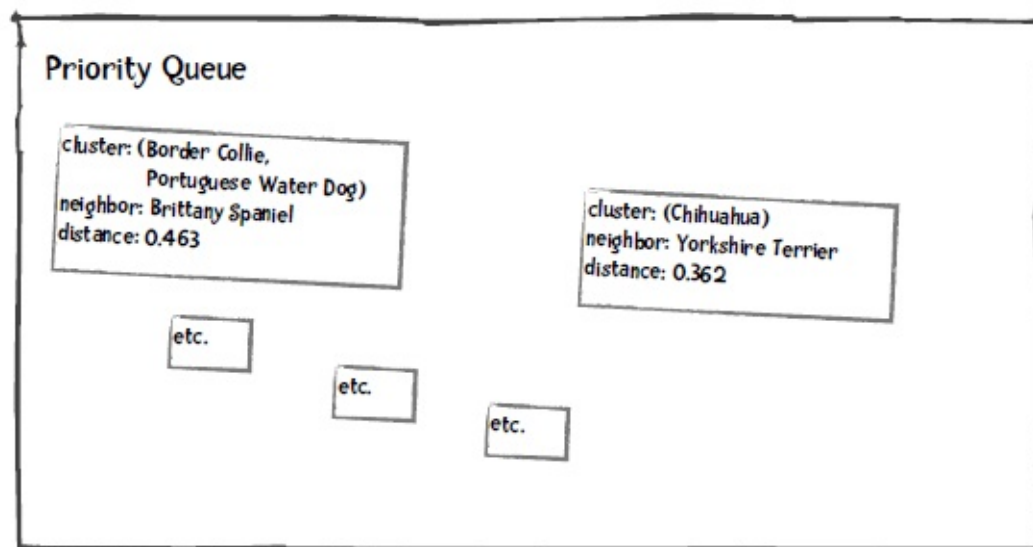 Priority Queue
cluster: (Border Collie,
Portuguese Water Dog)
neighbor: Brittany Spaniel
distance: 0.463
cluster: (Chihuahua)
neighbor: Yorkshire Terrier
distance: 0.362
etc.
etc.
etc.